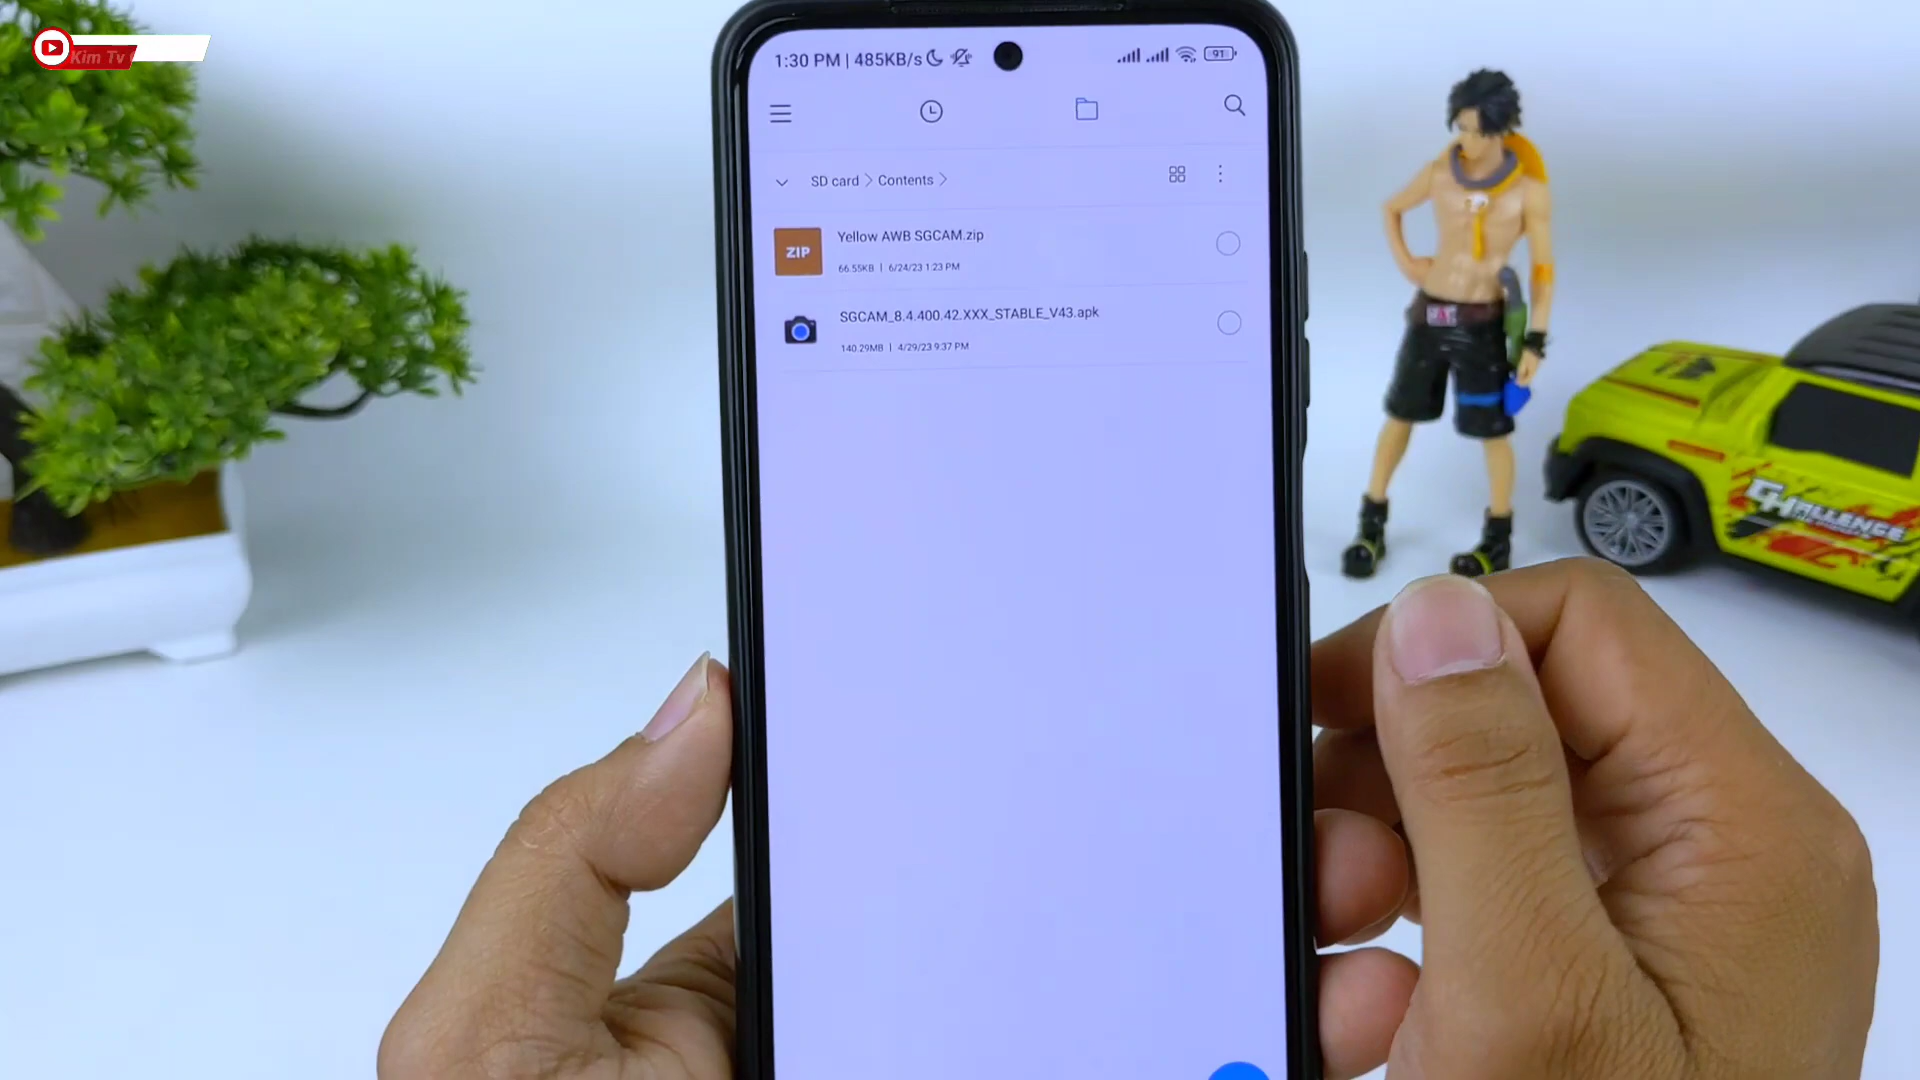 Kim Tv
1:30 PM | 485KB/s
91
SD card > Contents >
ZIP
Yellow AWB SGCAM.zip
66.55KB | 6/24/23 1:23 PM
SGCAM_8.4.400.42.XXX_STABLE_V43.apk
140.29MB | 4/29/23 9:37 PM
CHALLENGE